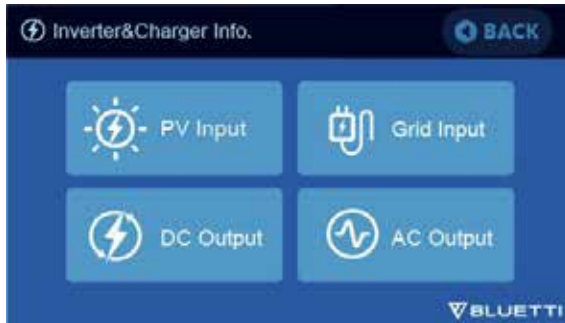 Inverter&Charger Info.
BACK
PV Input
Grid Input
DC Output
AC Output
BLUETTI